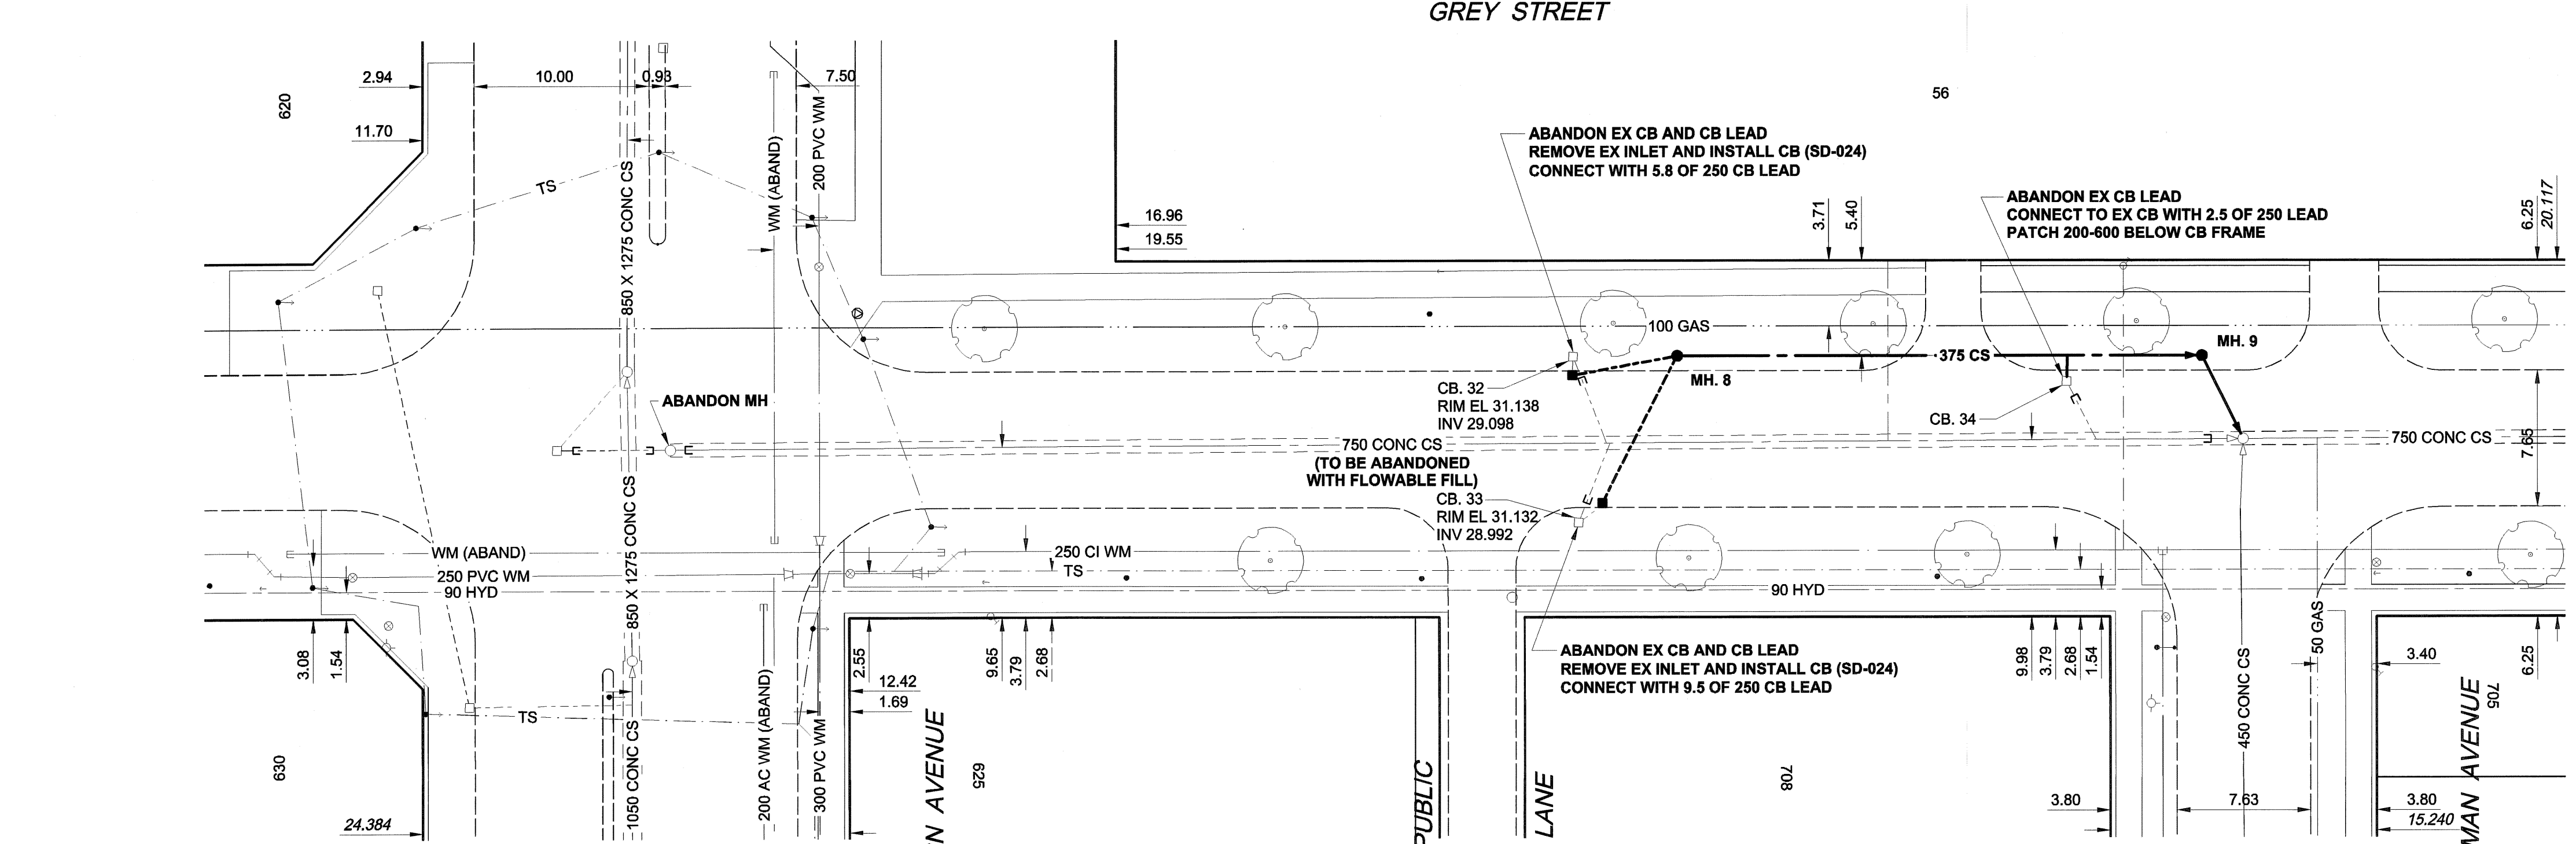 GREY STREET
2.94
10.00
0.93
7.50
620
11.70
TS
850 X 1275 CONC CS
WM (ABAND)
200 PVC WM
56
ABANDON EX CB AND CB LEAD
REMOVE EX INLET AND INSTALL CB (SD-024)
CONNECT WITH 5.8 OF 250 CB LEAD
ABANDON EX CB LEAD
CONNECT TO EX CB WITH 2.5 OF 250 LEAD
PATCH 200-600 BELOW CB FRAME
16.96
19.55
3.71
5.40
6.25
20.117
100 GAS
375 CS
MH. 9
MH. 8
CB. 32
RIM EL 31.138
INV 29.098
CB. 34
ABANDON MH
750 CONC CS
(TO BE ABANDONED
WITH FLOWABLE FILL)
750 CONC CS
7.65
CB. 33
RIM EL 31.132
INV 28.992
WM (ABAND)
250 PVC WM
90 HYD
850 X 1275 CONC CS
250 CI WM
TS
90 HYD
3.08
1.54
2.55
9.65
3.79
2.68
12.42
1.69
TS
ABANDON EX CB AND CB LEAD
REMOVE EX INLET AND INSTALL CB (SD-024)
CONNECT WITH 9.5 OF 250 CB LEAD
9.98
3.79
2.68
1.54
50 GAS
3.40
6.25
630
1050 CONC CS
200 AC WM (ABAND)
300 PVC WM
N AVENUE
625
PUBLIC
LANE
708
450 CONC CS
MAN AVENUE
705
24.384
3.80
7.63
3.80
15.240